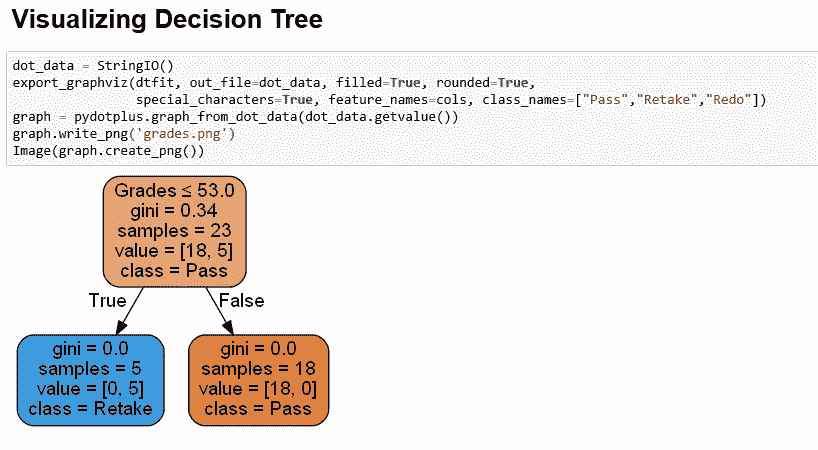 Visualizing Decision Tree
dot_data = StringIO()
export_graphviz(dtfit, out_file=dot_data, filled=True, rounded=True,
special_characters=True, feature_names=cols, class_names=["Pass","Retake","Redo"])
graph = pydotplus.graph_from_dot_data(dot_data.getvalue())
graph.write_png('grades.png')
Image(graph.create_png())
Grades ≤ 53.0
gini = 0.34
samples = 23
value = [18, 5]
class = Pass
True
False
gini = 0.0
samples = 5
value = [0, 5]
class = Retake
gini = 0.0
samples = 18
value = [18, 0]
class = Pass